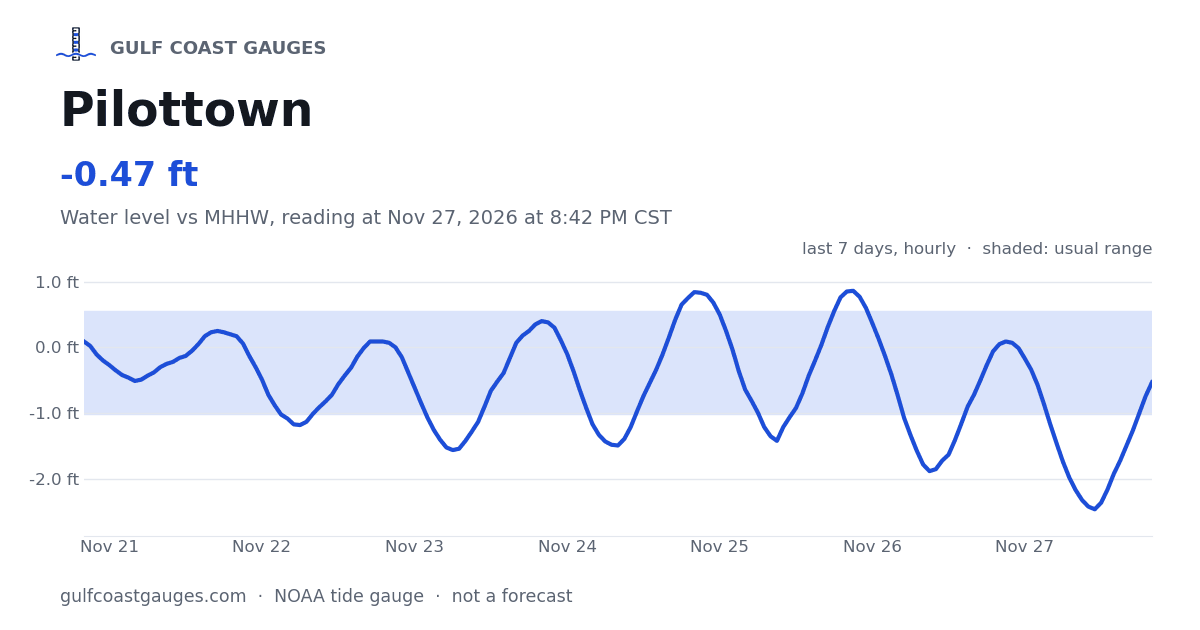 GULF COAST GAUGES
Pilottown
-0.47 ft
Water level vs MHHW, reading at Nov 27, 2026 at 8:42 PM CST
last 7 days, hourly · shaded: usual range
1.0 ft
0.0 ft
-1.0 ft
-2.0 ft
Nov 21 Nov 22 Nov 23 Nov 24 Nov 25 Nov 26 Nov 27
gulfcoastgauges.com · NOAA tide gauge · not a forecast